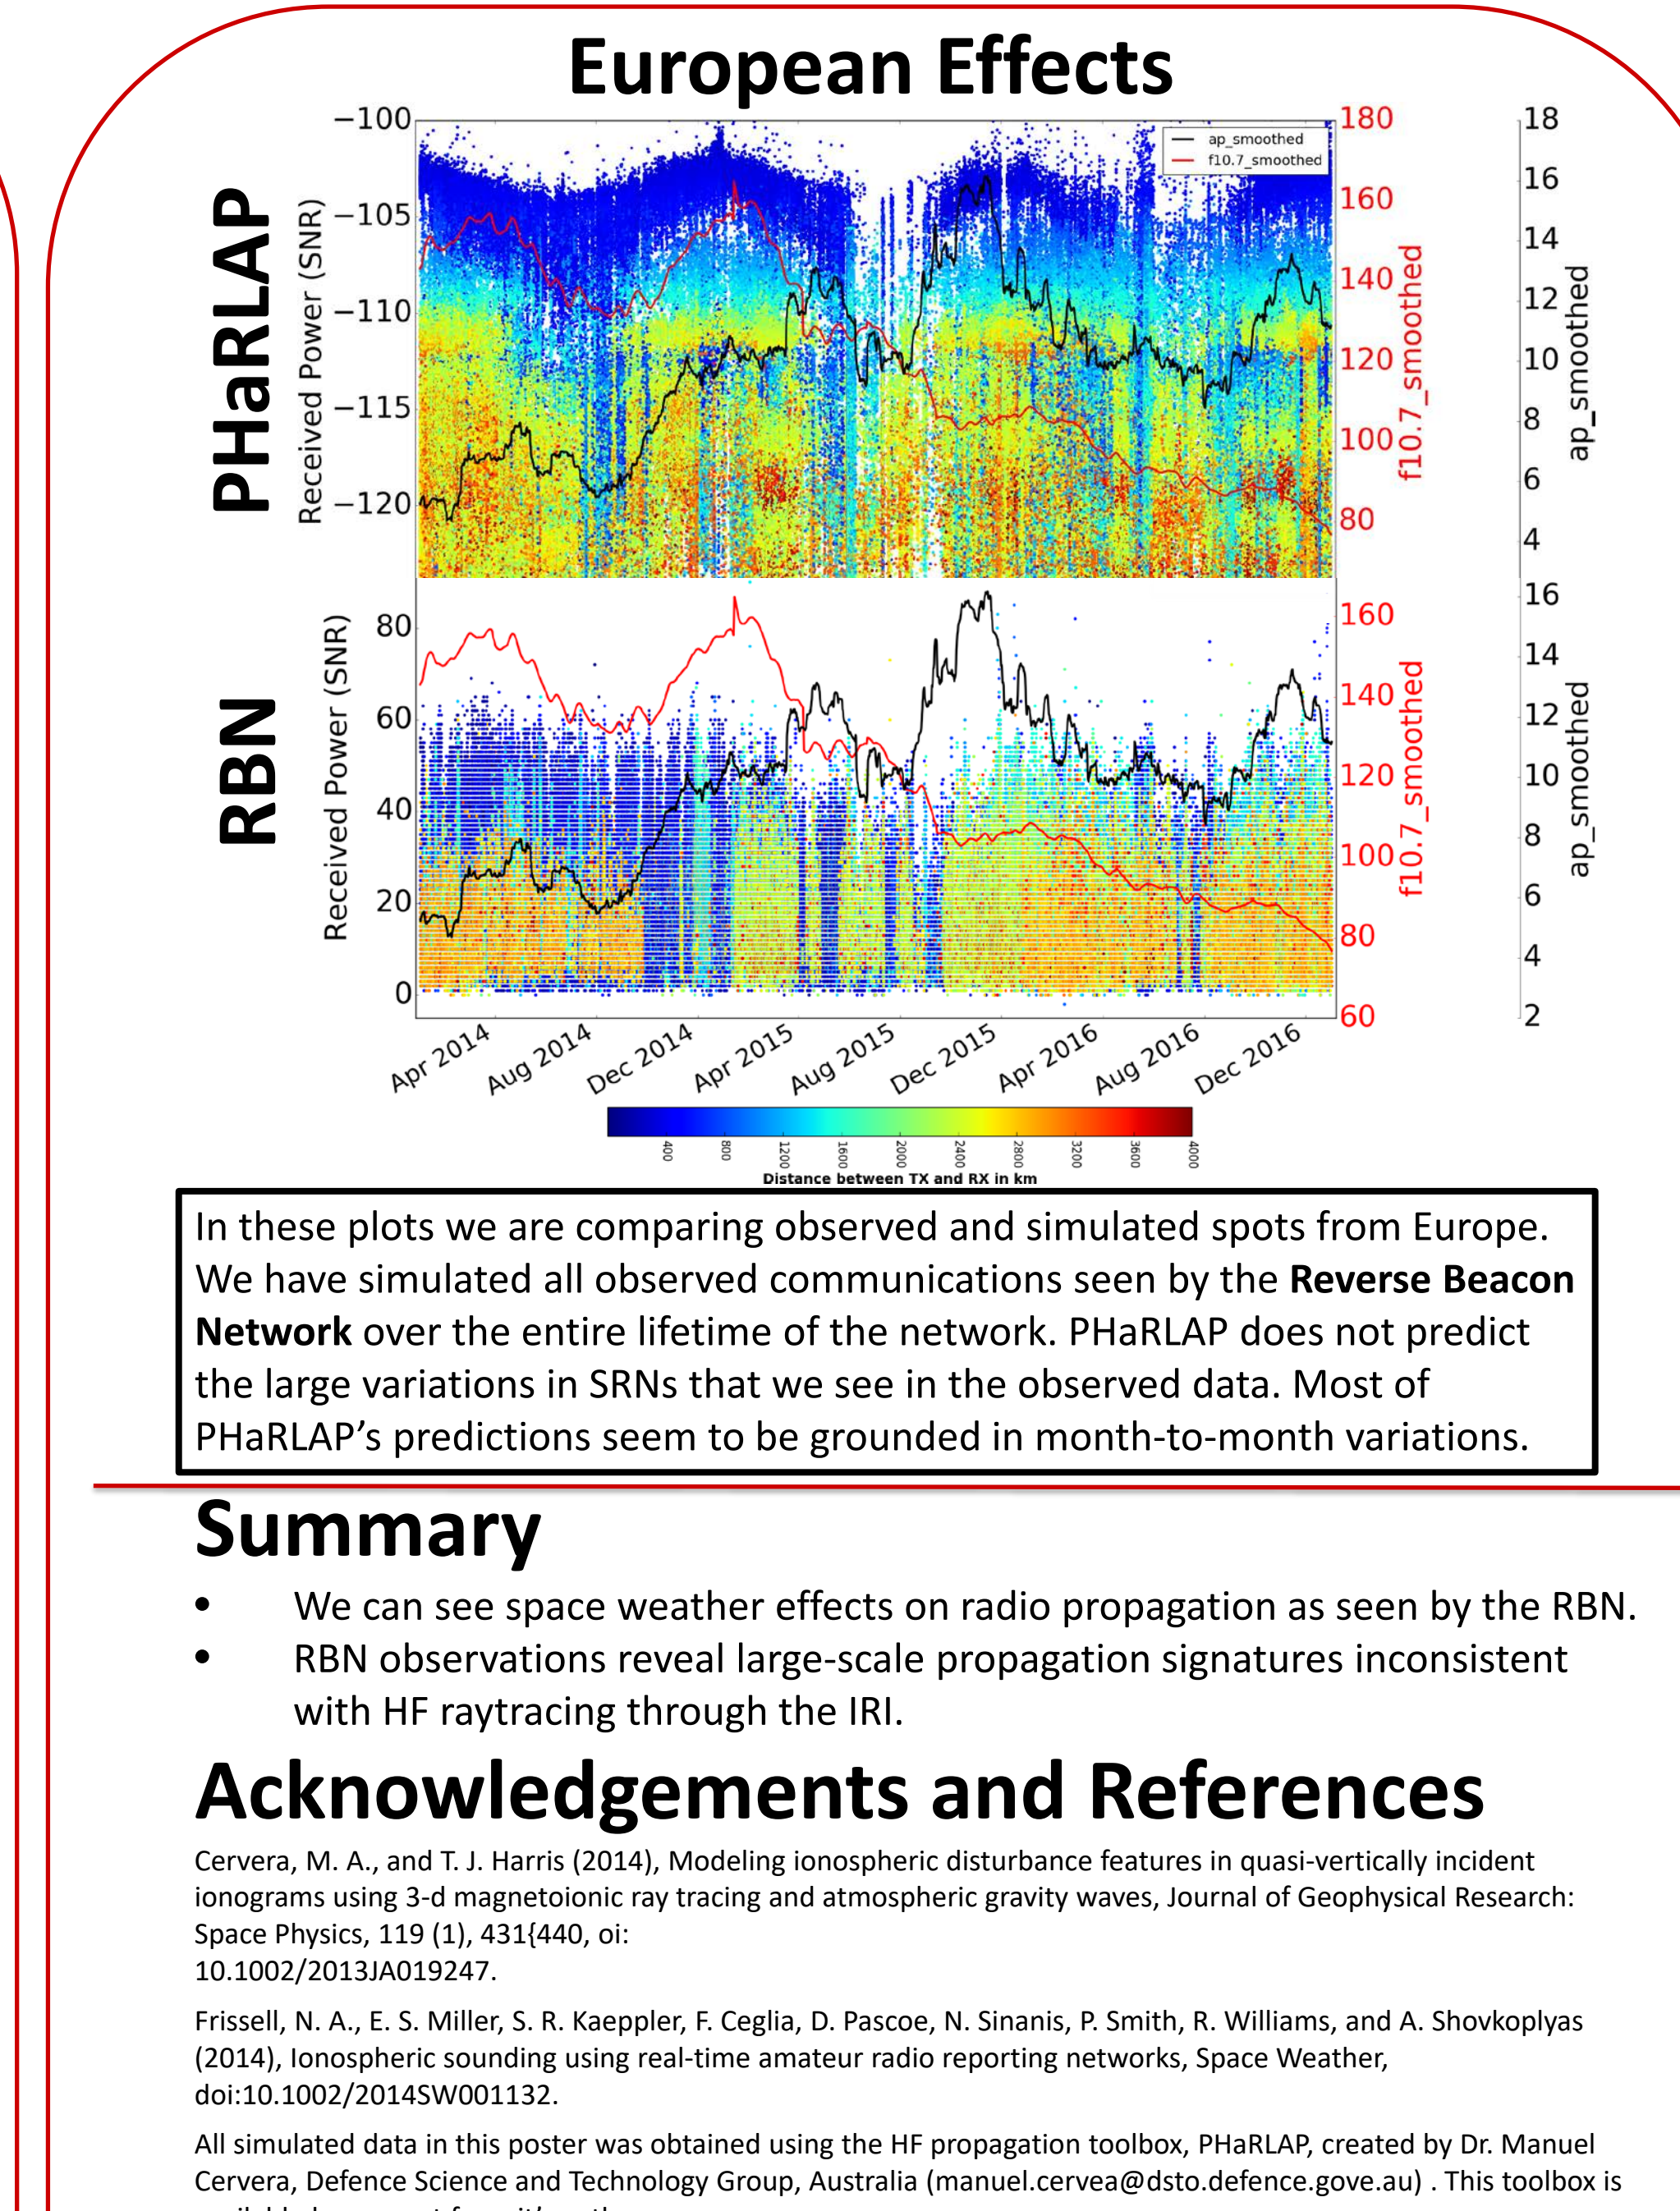 European Effects
PHaRLAP
Received Power (SNR)
−100
−105
−110
−115
−120
ap_smoothed
f10.7_smoothed
180
160
140
120
100
80
f10.7_smoothed
18
16
14
12
10
8
6
4
ap_smoothed
RBN
Received Power (SNR)
80
60
40
20
0
160
140
120
100
80
60
f10.7_smoothed
16
14
12
10
8
6
4
2
ap_smoothed
Apr 2014 Aug 2014 Dec 2014 Apr 2015 Aug 2015 Dec 2015 Apr 2016 Aug 2016 Dec 2016
400 800 1200 1600 2000 2400 2800 3200 3600 4000
Distance between TX and RX in km
In these plots we are comparing observed and simulated spots from Europe.
We have simulated all observed communications seen by the Reverse Beacon
Network over the entire lifetime of the network. PHaRLAP does not predict
the large variations in SRNs that we see in the observed data. Most of
PHaRLAP’s predictions seem to be grounded in month-to-month variations.
Summary
• We can see space weather effects on radio propagation as seen by the RBN.
• RBN observations reveal large-scale propagation signatures inconsistent
with HF raytracing through the IRI.
Acknowledgements and References
Cervera, M. A., and T. J. Harris (2014), Modeling ionospheric disturbance features in quasi-vertically incident
ionograms using 3-d magnetoionic ray tracing and atmospheric gravity waves, Journal of Geophysical Research:
Space Physics, 119 (1), 431{440, oi:
10.1002/2013JA019247.
Frissell, N. A., E. S. Miller, S. R. Kaeppler, F. Ceglia, D. Pascoe, N. Sinanis, P. Smith, R. Williams, and A. Shovkoplyas
(2014), Ionospheric sounding using real-time amateur radio reporting networks, Space Weather,
doi:10.1002/2014SW001132.
All simulated data in this poster was obtained using the HF propagation toolbox, PHaRLAP, created by Dr. Manuel
Cervera, Defence Science and Technology Group, Australia (manuel.cervea@dsto.defence.gove.au) . This toolbox is